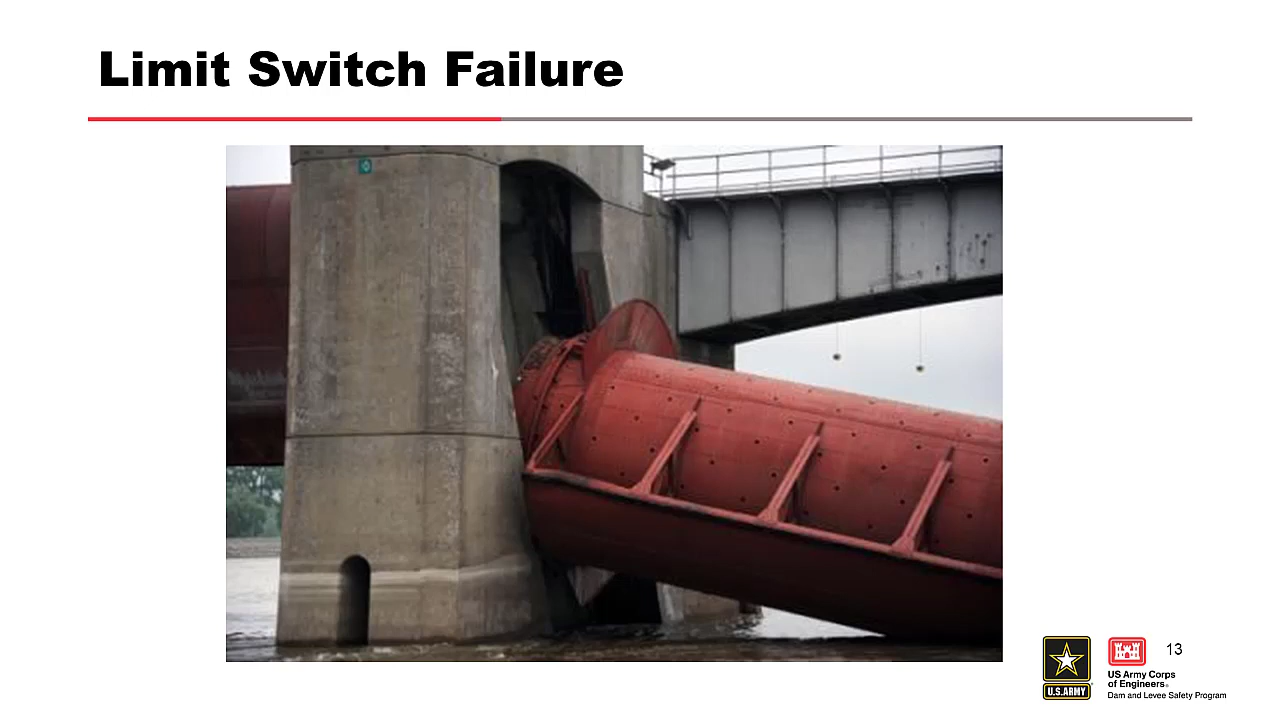 Limit Switch Failure
13
U.S.ARMY
US Army Corps
of Engineers®
Dam and Levee Safety Program